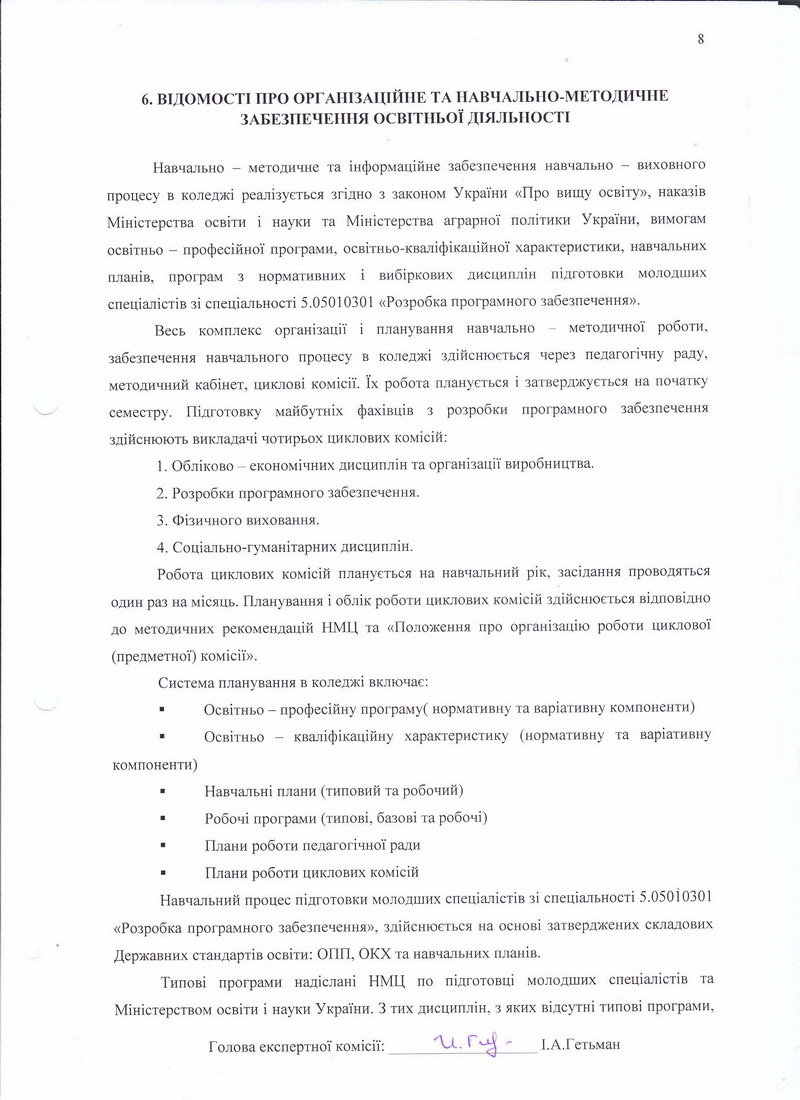 8
6. ВІДОМОСТІ ПРО ОРГАНІЗАЦІЙНЕ ТА НАВЧАЛЬНО-МЕТОДИЧНЕ
ЗАБЕЗПЕЧЕННЯ ОСВІТНЬОЇ ДІЯЛЬНОСТІ
Навчально – методичне та інформаційне забезпечення навчально – виховного
процесу в коледжі реалізується згідно з законом України «Про вищу освіту», наказів
Міністерства освіти і науки та Міністерства аграрної політики України, вимогам
освітньо – професійної програми, освітньо-кваліфікаційної характеристики, навчальних
планів, програм з нормативних і вибіркових дисциплін підготовки молодших
спеціалістів зі спеціальності 5.05010301 «Розробка програмного забезпечення».
Весь комплекс організації і планування навчально – методичної роботи,
забезпечення навчального процесу в коледжі здійснюється через педагогічну раду,
методичний кабінет, циклові комісії. Їх робота планується і затверджується на початку
семестру. Підготовку майбутніх фахівців з розробки програмного забезпечення
здійснюють викладачі чотирьох циклових комісій:
1. Обліково – економічних дисциплін та організації виробництва.
2. Розробки програмного забезпечення.
3. Фізичного виховання.
4. Соціально-гуманітарних дисциплін.
Робота циклових комісій планується на навчальний рік, засідання проводяться
один раз на місяць. Планування і облік роботи циклових комісій здійснюється відповідно
до методичних рекомендацій НМЦ та «Положення про організацію роботи циклової
(предметної) комісії».
Система планування в коледжі включає:
▪ Освітньо – професійну програму( нормативну та варіативну компоненти)
▪ Освітньо – кваліфікаційну характеристику (нормативну та варіативну
компоненти)
▪ Навчальні плани (типовий та робочий)
▪ Робочі програми (типові, базові та робочі)
▪ Плани роботи педагогічної ради
▪ Плани роботи циклових комісій
Навчальний процес підготовки молодших спеціалістів зі спеціальності 5.05010301
«Розробка програмного забезпечення», здійснюється на основі затверджених складових
Державних стандартів освіти: ОПП, ОКХ та навчальних планів.
Типові програми надіслані НМЦ по підготовці молодших спеціалістів та
Міністерством освіти і науки України. З тих дисциплін, з яких відсутні типові програми,
Голова експертної комісії: І.А.Гетьман